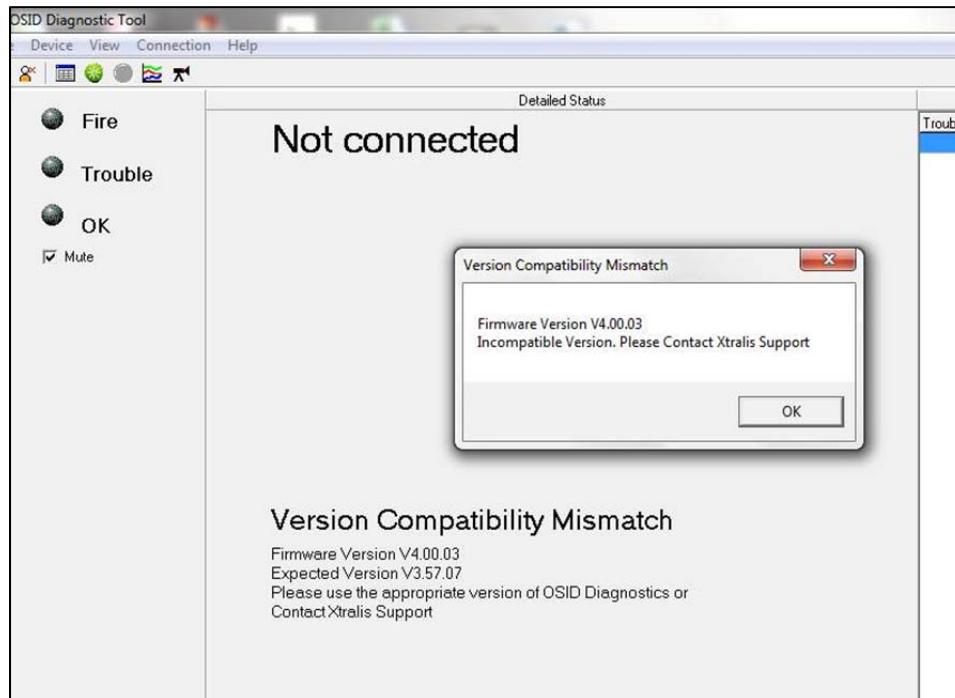 OSID Diagnostic Tool
Device View Connection Help
Detailed Status
Fire
Trouble
OK
Mute
Not connected
Version Compatibility Mismatch
Firmware Version V4.00.03
Incompatible Version. Please Contact Xtralis Support
OK
Version Compatibility Mismatch
Firmware Version V4.00.03
Expected Version V3.57.07
Please use the appropriate version of OSID Diagnostics or
Contact Xtralis Support